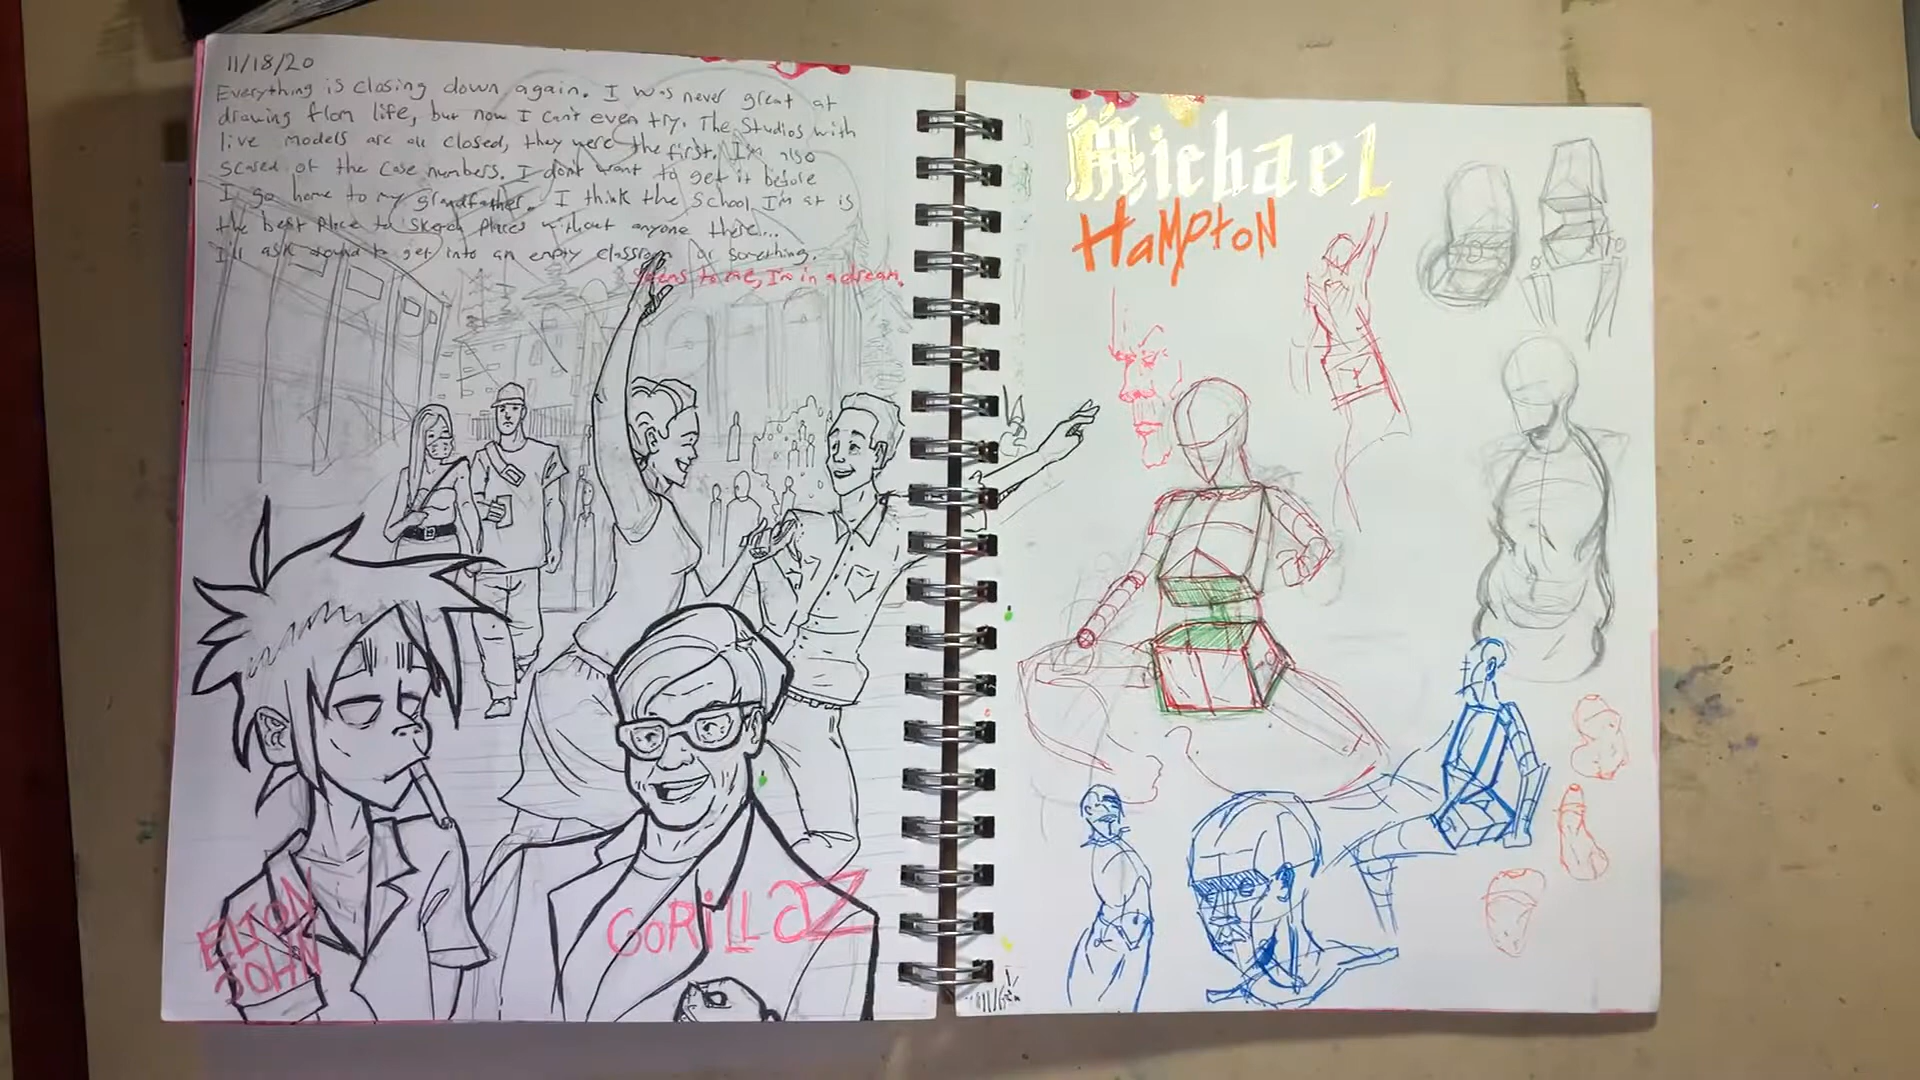 11/18/20
Everything is closing down again. I was never great at
drawing from life, but now I can't even try. The Studios with
live models are all closed, they were the first. I'm also
scared of the case numbers. I don't want to get it before
I go home to my grandfather. I think the School I'm at is
the best place to sketch places without anyone there...
I'll ask around to get into an empty classroom or something.
Seems to me, I'm in a dream.
ELTON
JOHN
GORiLLaZ
Michael
HaMPtoN